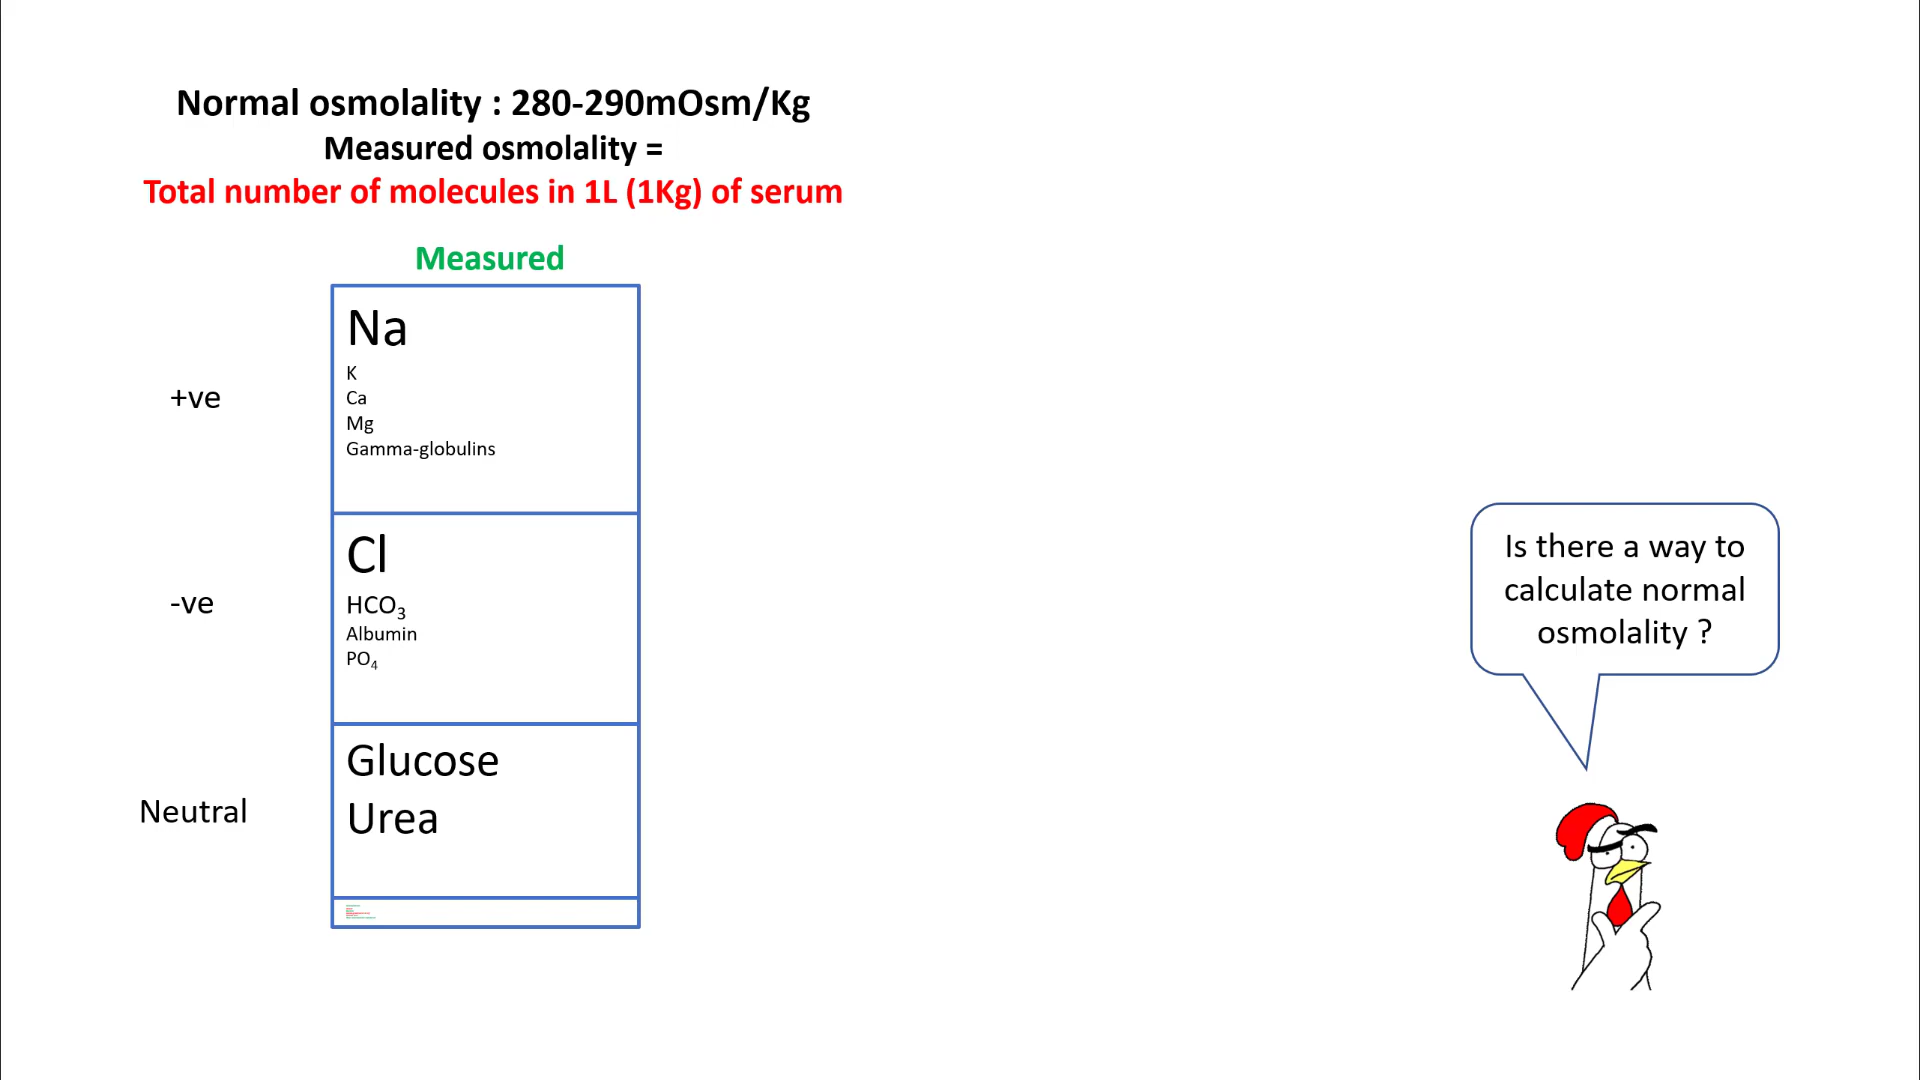 Normal osmolality : 280-290mOsm/Kg
Measured osmolality =
Total number of molecules in 1L (1Kg) of serum
Measured
+ve
Na
K
Ca
Mg
Gamma-globulins
-ve
Cl
HCO₃
Albumin
PO₄
Neutral
Glucose
Urea
Is there a way to
calculate normal
osmolality ?